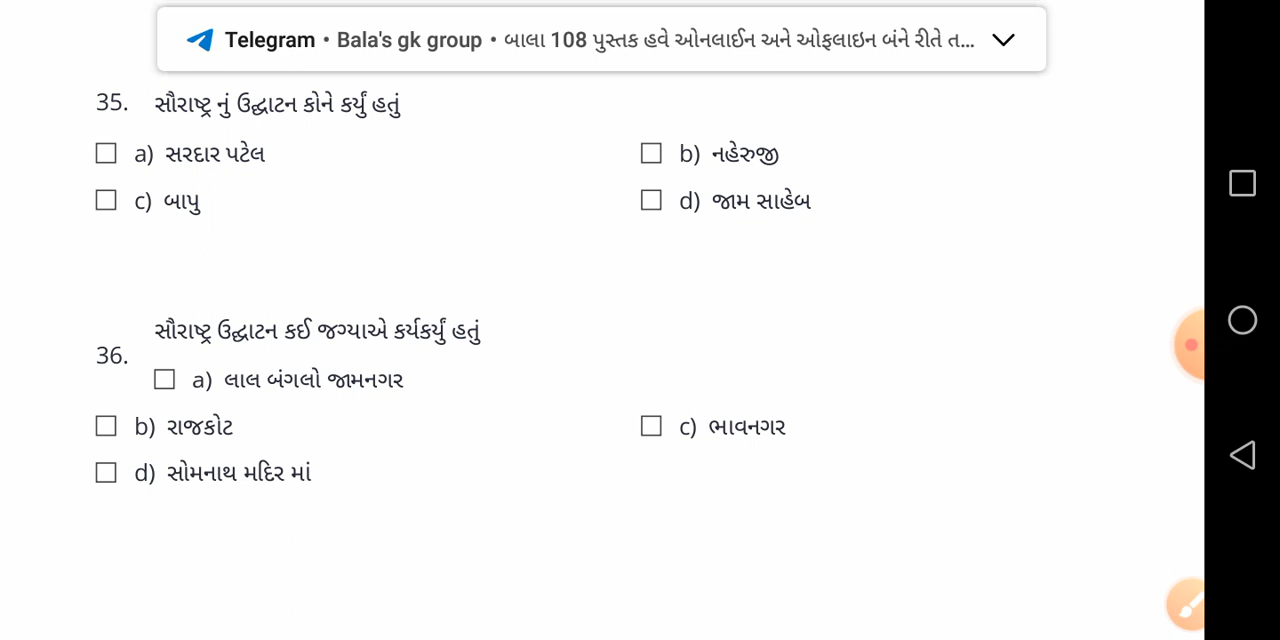 Telegram • Bala's gk group • બાલા 108 પુસ્તક હવે ઓનલાઈન અને ઓફલાઇન બંને રીતે ત...
35. સૌરાષ્ટ્ર નું ઉદ્ઘાટન કોને કર્યું હતું
a) સરદાર પટેલ
b) નહેરુજી
c) બાપુ
d) જામ સાહેબ
સૌરાષ્ટ્ર ઉદ્ઘાટન કઈ જગ્યાએ કર્યકર્યું હતું
36.
a) લાલ બંગલો જામનગર
b) રાજકોટ
c) ભાવનગર
d) સોમનાથ મદિર માં